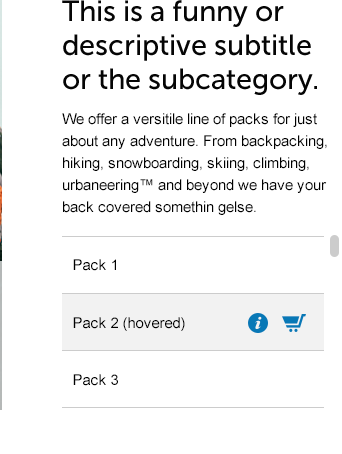 This is a funny or
descriptive subtitle
or the subcategory.
We offer a versitile line of packs for just
about any adventure. From backpacking,
hiking, snowboarding, skiing, climbing,
urbaneering™ and beyond we have your
back covered somethin gelse.
Pack 1
Pack 2 (hovered)
Pack 3